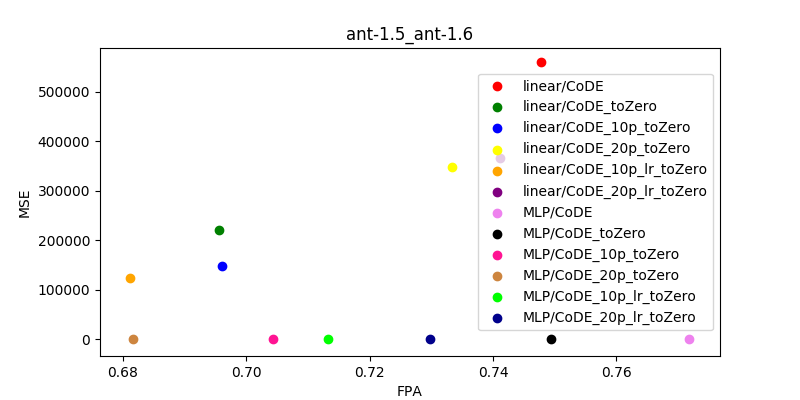 ant-1.5_ant-1.6
MSE
500000
400000
300000
200000
100000
0
0.68
0.70
0.72
0.74
0.76
FPA
linear/CoDE
linear/CoDE_toZero
linear/CoDE_10p_toZero
linear/CoDE_20p_toZero
linear/CoDE_10p_lr_toZero
linear/CoDE_20p_lr_toZero
MLP/CoDE
MLP/CoDE_toZero
MLP/CoDE_10p_toZero
MLP/CoDE_20p_toZero
MLP/CoDE_10p_lr_toZero
MLP/CoDE_20p_lr_toZero